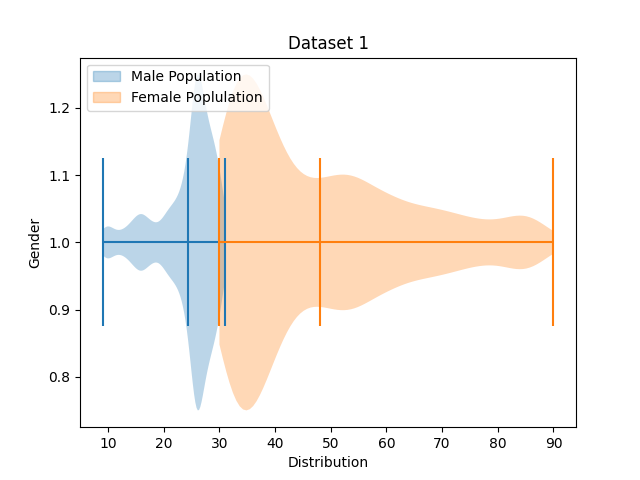 Dataset 1
Male Population
Female Poplulation
1.2
1.1
1.0
0.9
0.8
Gender
10 20 30 40 50 60 70 80 90
Distribution